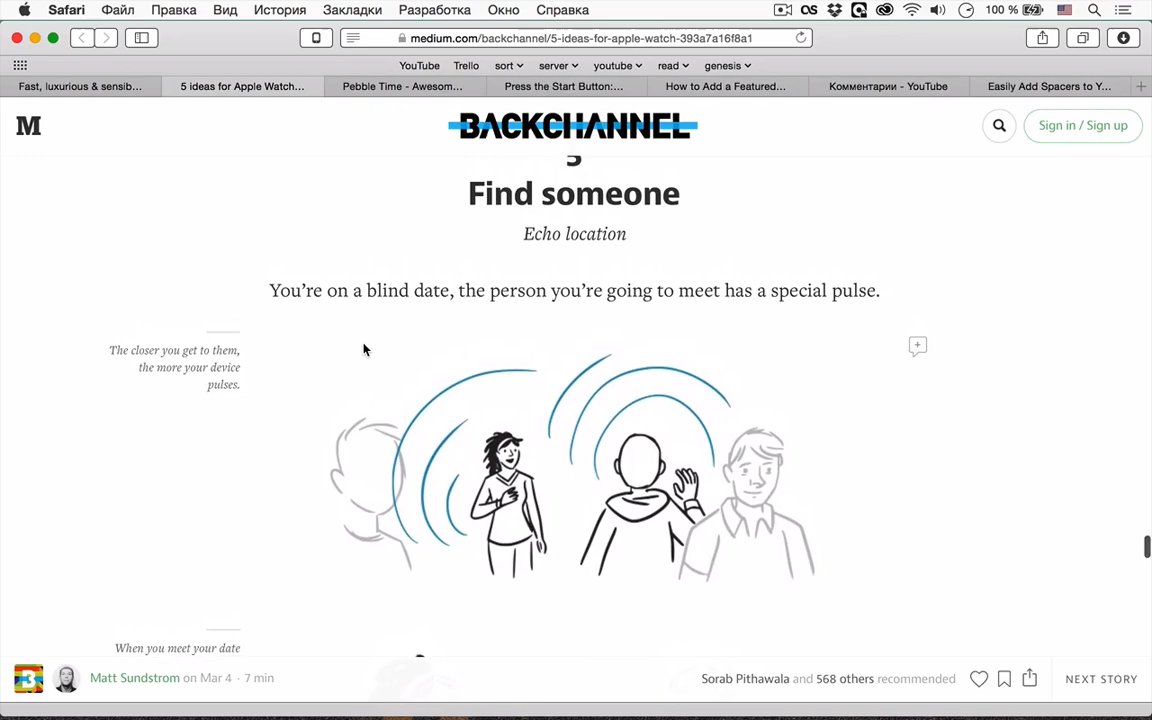 Safari Файл Правка Вид История Закладки Разработка Окно Справка 100 %
medium.com/backchannel/5-ideas-for-apple-watch-393a7a16f8a1
YouTube Trello sort server youtube read genesis
Fast, luxurious & sensib... 5 ideas for Apple Watch... Pebble Time - Awesom... Press the Start Button:... How to Add a Featured... Комментарии - YouTube Easily Add Spacers to Y...
M BACKCHANNEL Sign in / Sign up
5
Find someone
Echo location
You’re on a blind date, the person you’re going to meet has a special pulse.
The closer you get to them,
the more your device
pulses.
When you meet your date
Matt Sundstrom on Mar 4 · 7 min Sorab Pithawala and 568 others recommended NEXT STORY